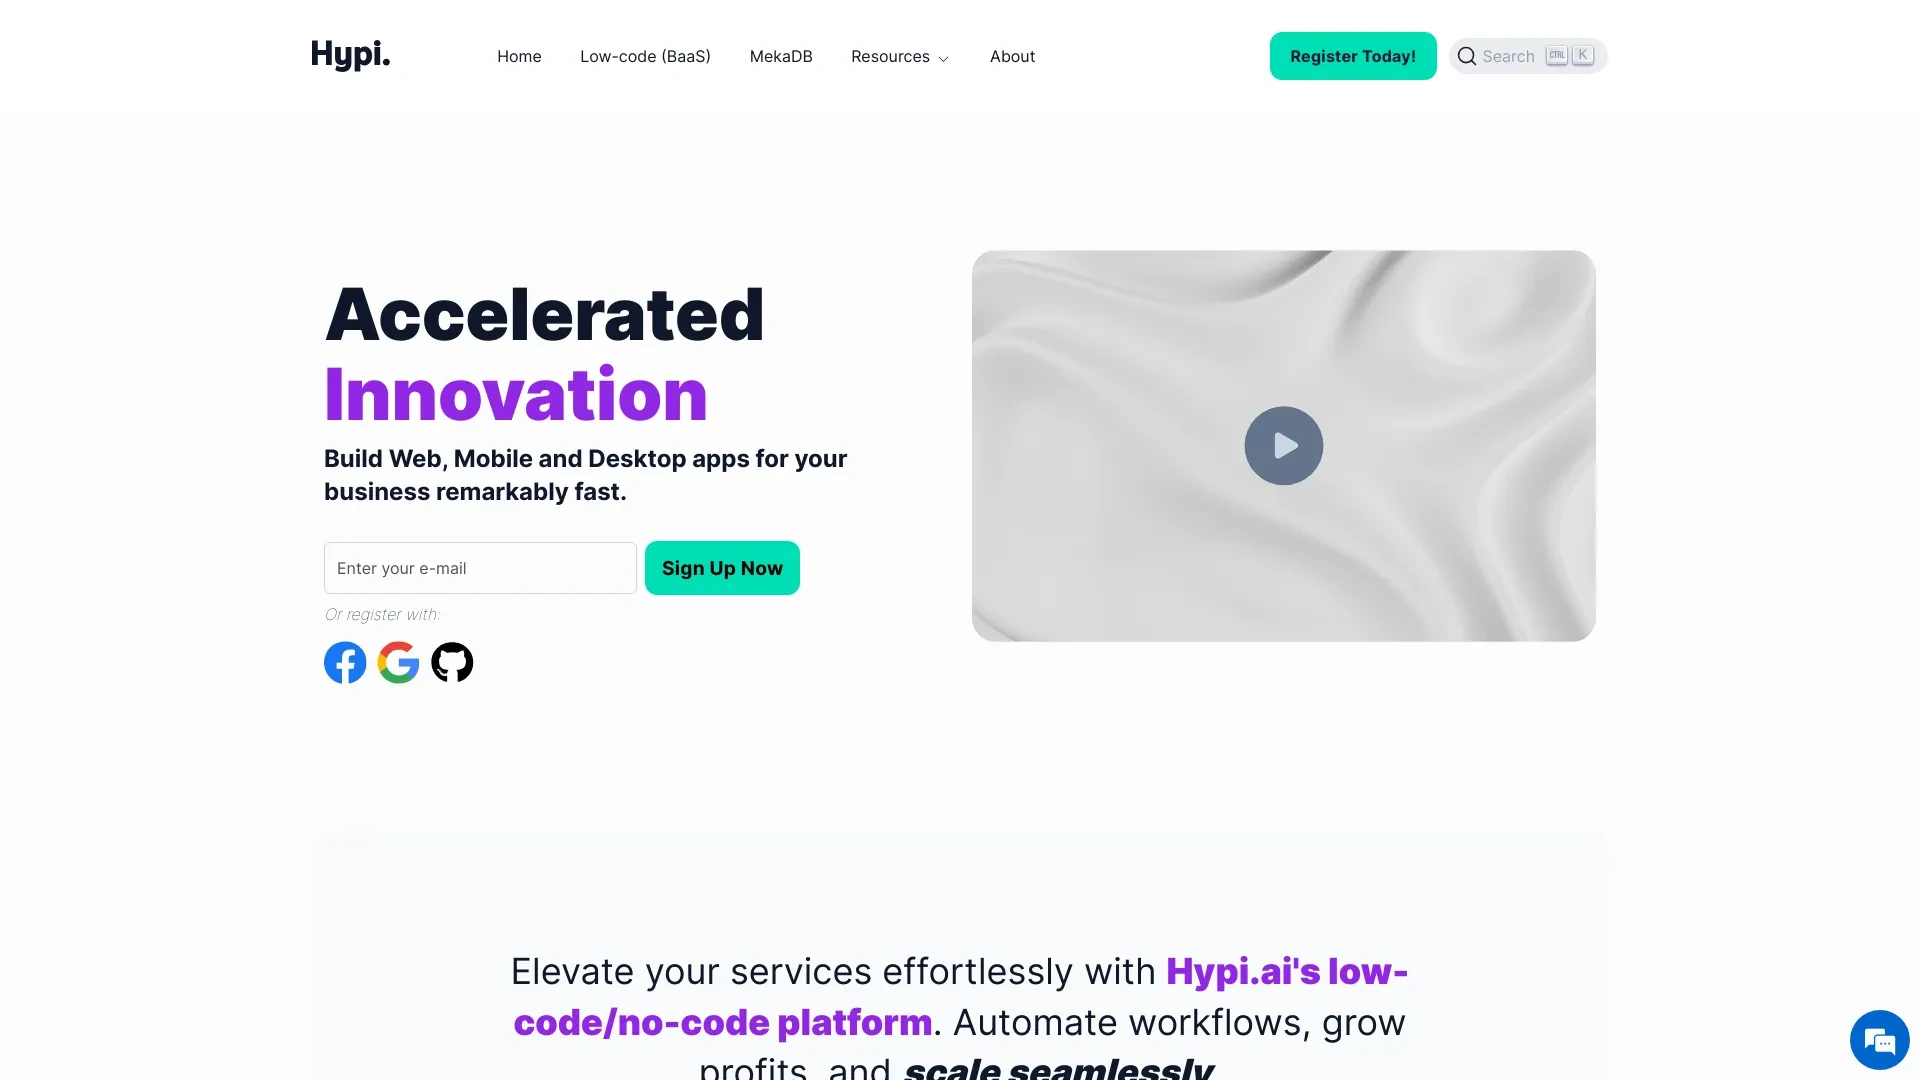 Hypi.
Home
Low-code (BaaS)
MekaDB
Resources
About
Register Today!
Search
CTRL
K
Accelerated
Innovation
Build Web, Mobile and Desktop apps for your
business remarkably fast.
Enter your e-mail
Sign Up Now
Or register with:
Elevate your services effortlessly with Hypi.ai's low-
code/no-code platform. Automate workflows, grow
profits, and scale seamlessly